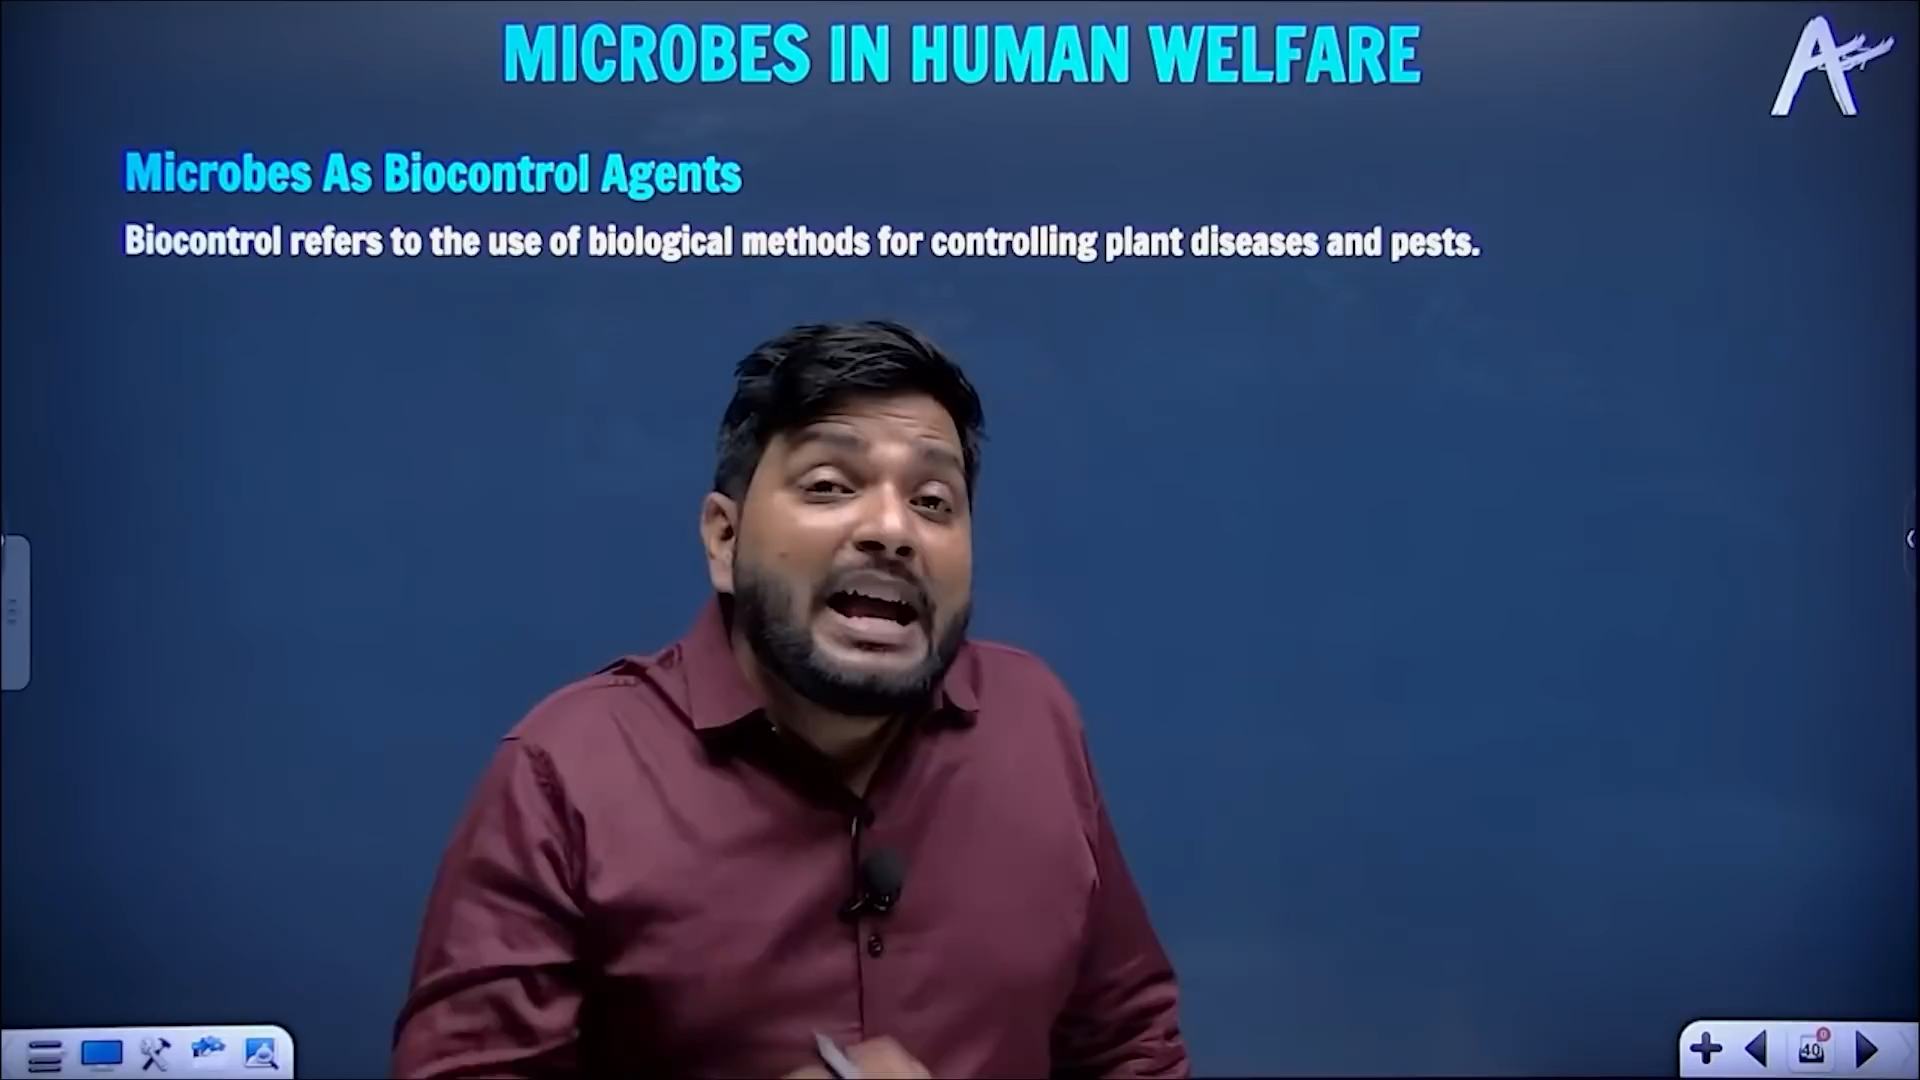 MICROBES IN HUMAN WELFARE
A
Microbes As Biocontrol Agents
Biocontrol refers to the use of biological methods for controlling plant diseases and pests.
40
0